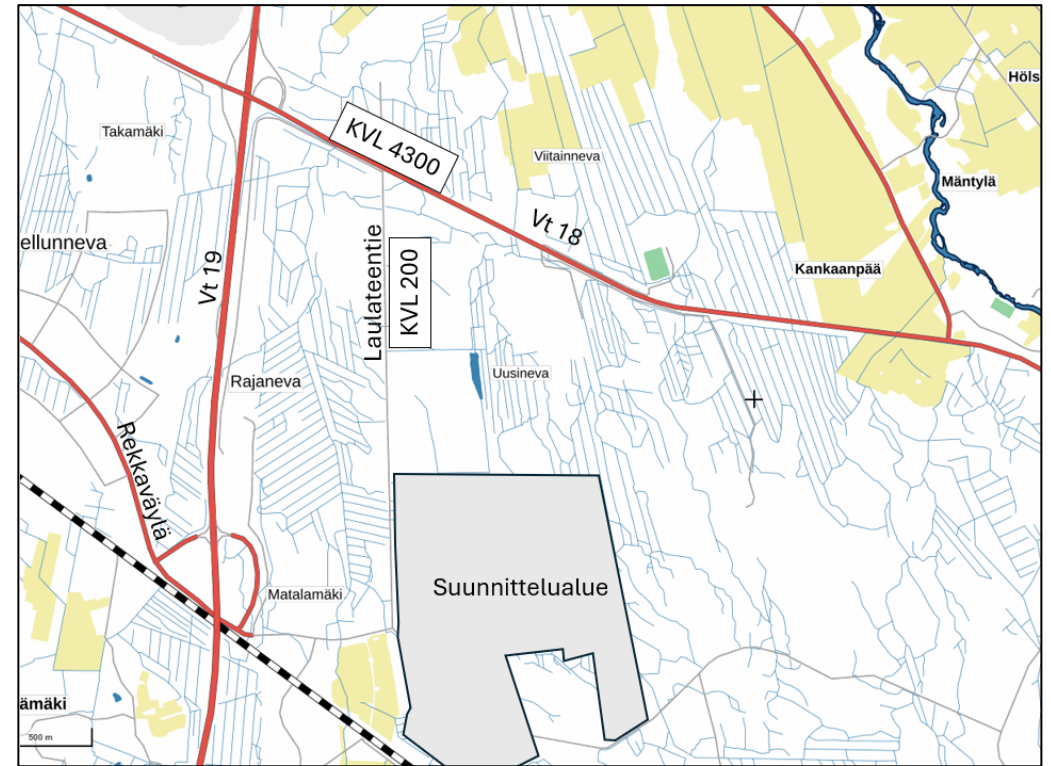 Höls
KVL 4300
Takamäki
Viitainneva
Mäntylä
Vt 18
ellunneva
Kankaanpää
Vt 19
Laulateentie
KVL 200
Uusineva
Rajaneva
Rekkaväylä
Suunnittelualue
Matalamäki
ämäki
500 m